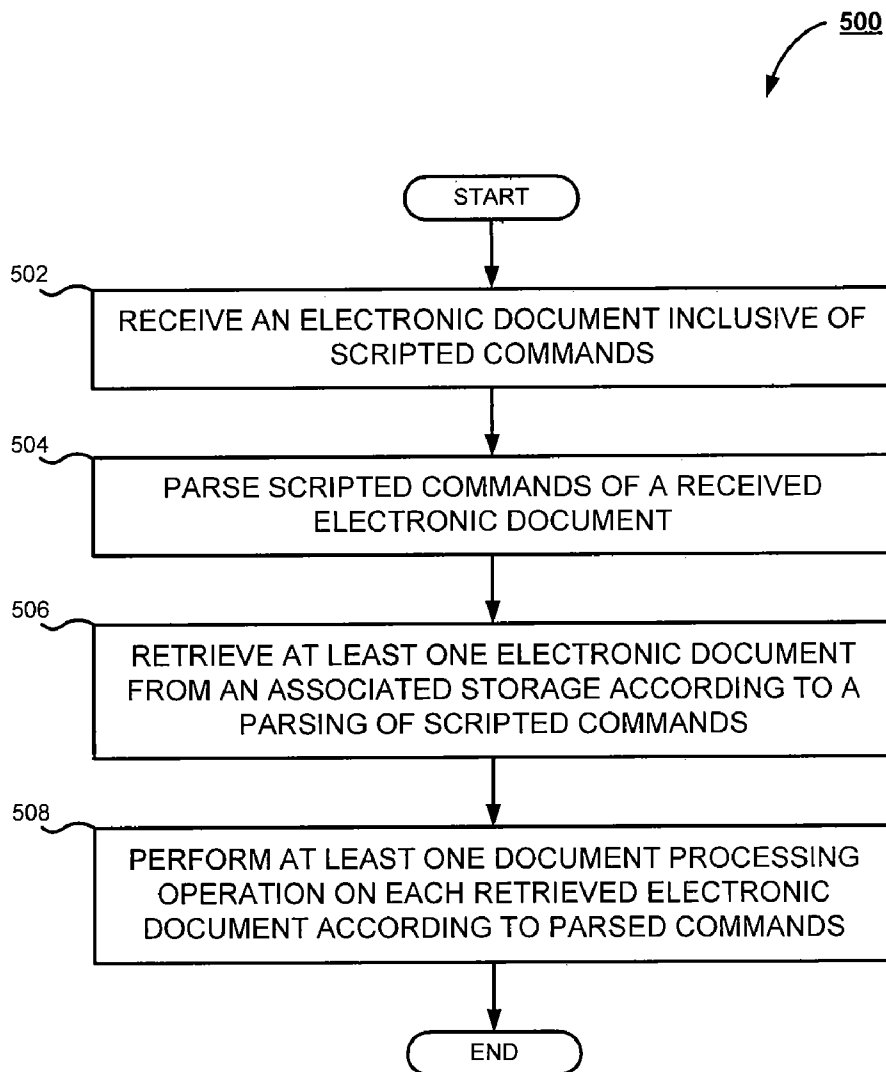 500
START
502
RECEIVE AN ELECTRONIC DOCUMENT INCLUSIVE OF
SCRIPTED COMMANDS
504
PARSE SCRIPTED COMMANDS OF A RECEIVED
ELECTRONIC DOCUMENT
506
RETRIEVE AT LEAST ONE ELECTRONIC DOCUMENT
FROM AN ASSOCIATED STORAGE ACCORDING TO A
PARSING OF SCRIPTED COMMANDS
508
PERFORM AT LEAST ONE DOCUMENT PROCESSING
OPERATION ON EACH RETRIEVED ELECTRONIC
DOCUMENT ACCORDING TO PARSED COMMANDS
END